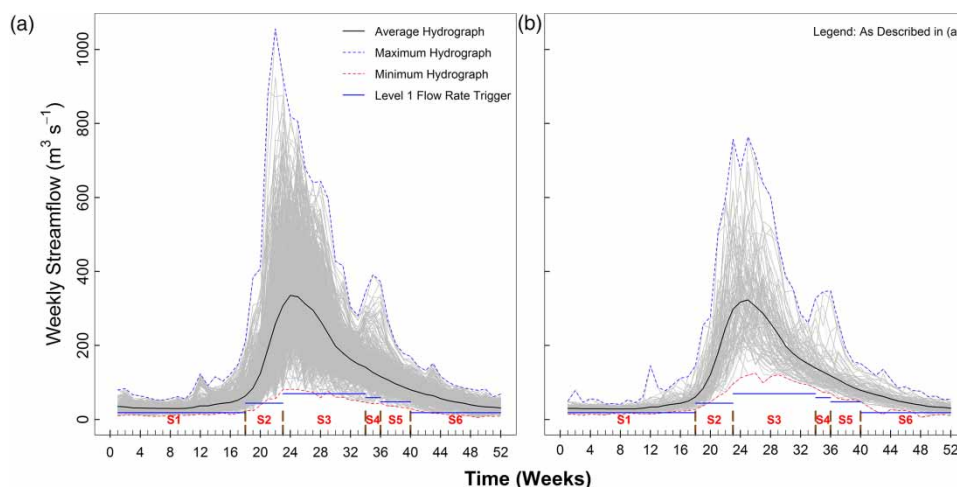 (a)
Average Hydrograph
Maximum Hydrograph
Minimum Hydrograph
Level 1 Flow Rate Trigger
(b)
Legend: As Described in (a
Weekly Streamflow (m³ s⁻¹)
1000
800
600
400
200
0
S1 S2 S3 S4 S5 S6
S1 S2 S3 S4 S5 S6
0 4 8 12 16 20 24 28 32 36 40 44 48 52
0 4 8 12 16 20 24 28 32 36 40 44 48 52
Time (Weeks)